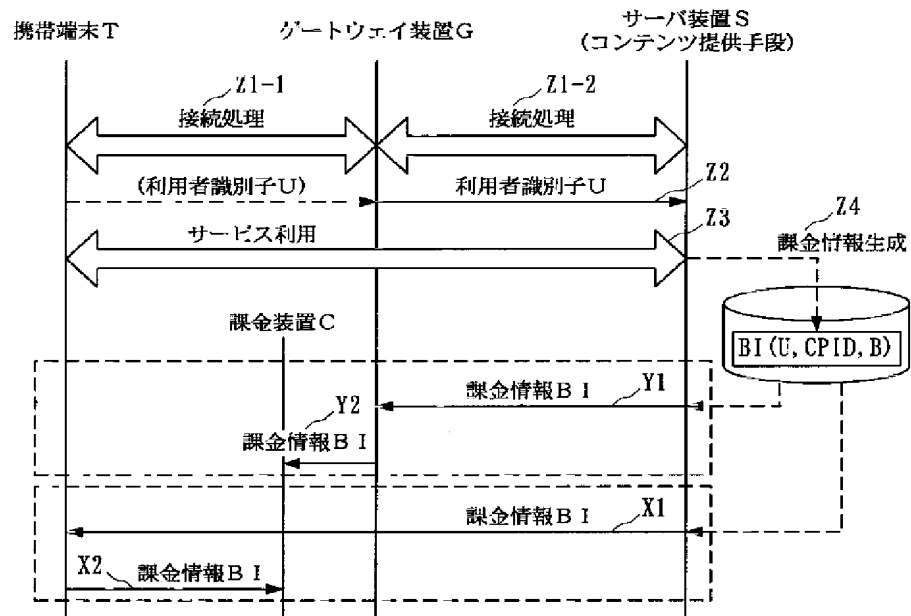 携帯端末T
ゲートウェイ装置G
サーバ装置S
(コンテンツ提供手段)
Z1-1
接続処理
Z1-2
接続処理
(利用者識別子U)
利用者識別子U
Z2
サービス利用
Z3
Z4
課金情報生成
BI(U,CPID,B)
課金装置C
課金情報BI
Y1
Y2
課金情報BI
課金情報BI
X1
X2
課金情報BI